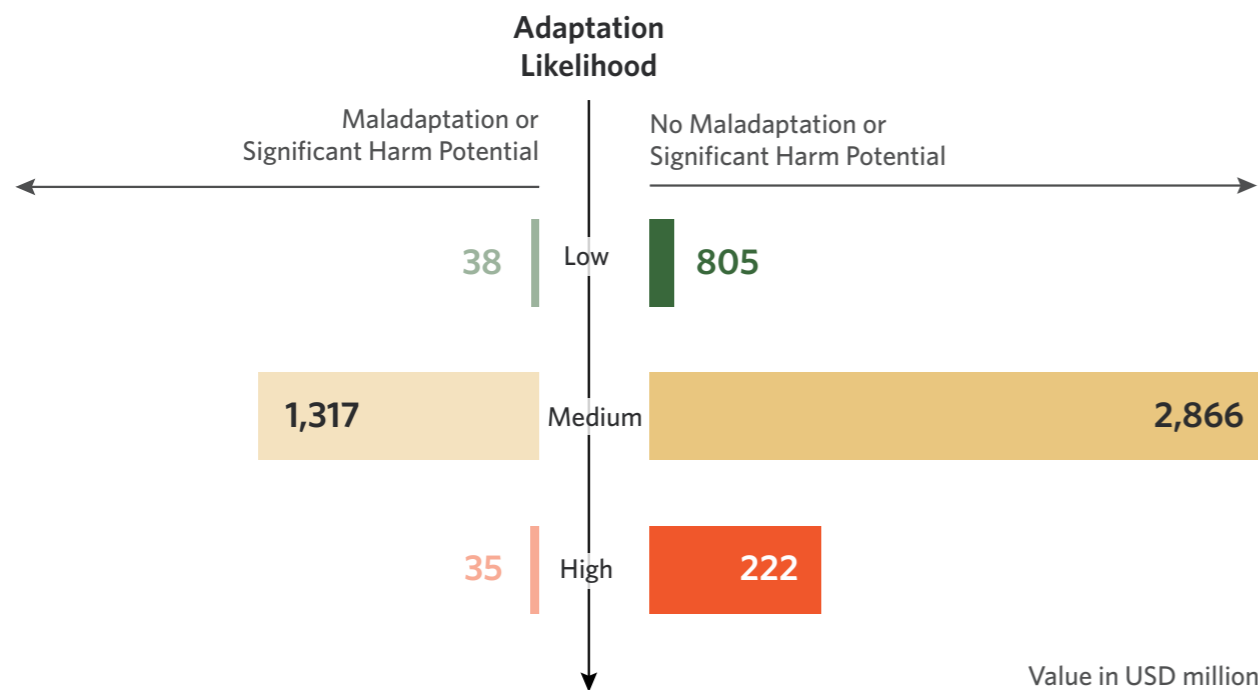 Adaptation
Likelihood
Maladaptation or
Significant Harm Potential
No Maladaptation or
Significant Harm Potential
38
Low
805
1,317
Medium
2,866
35
High
222
Value in USD million